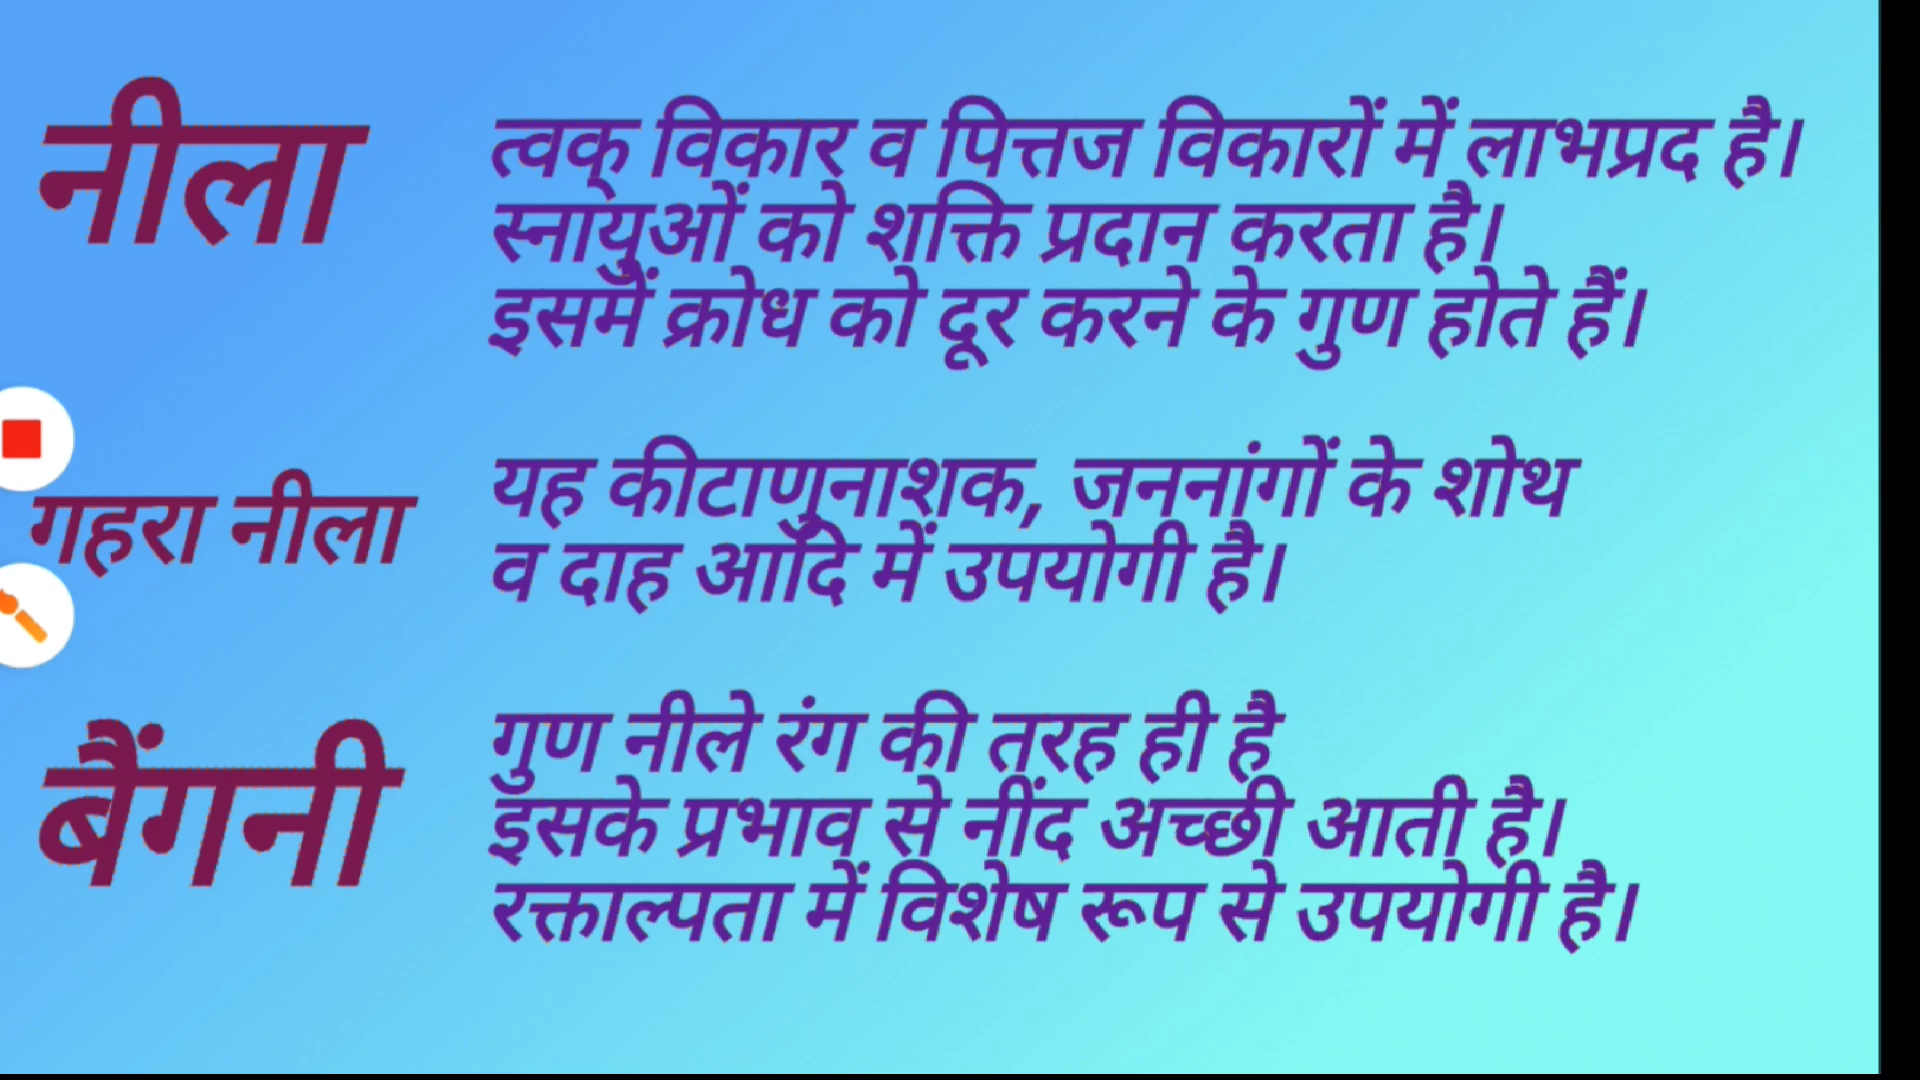 नीला
त्वक् विकार व पित्तज विकारों में लाभप्रद है।
स्नायुओं को शक्ति प्रदान करता है।
इसमें क्रोध को दूर करने के गुण होते हैं।
गहरा नीला
यह कीटाणुनाशक, जननांगों के शोथ
व दाह आदि में उपयोगी है।
बैंगनी
गुण नीले रंग की तरह ही है
इसके प्रभाव से नींद अच्छी आती है।
रक्ताल्पता में विशेष रूप से उपयोगी है।